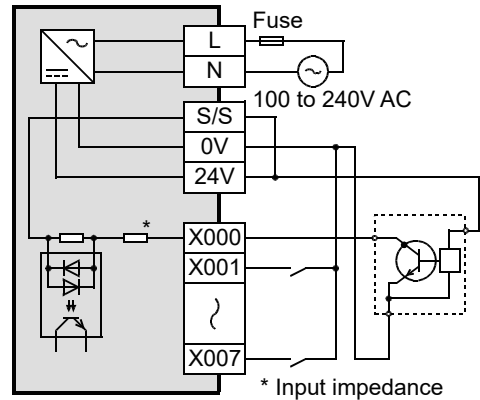 Fuse
L
N
100 to 240V AC
S/S
0V
24V
*
X000
X001
X007
* Input impedance